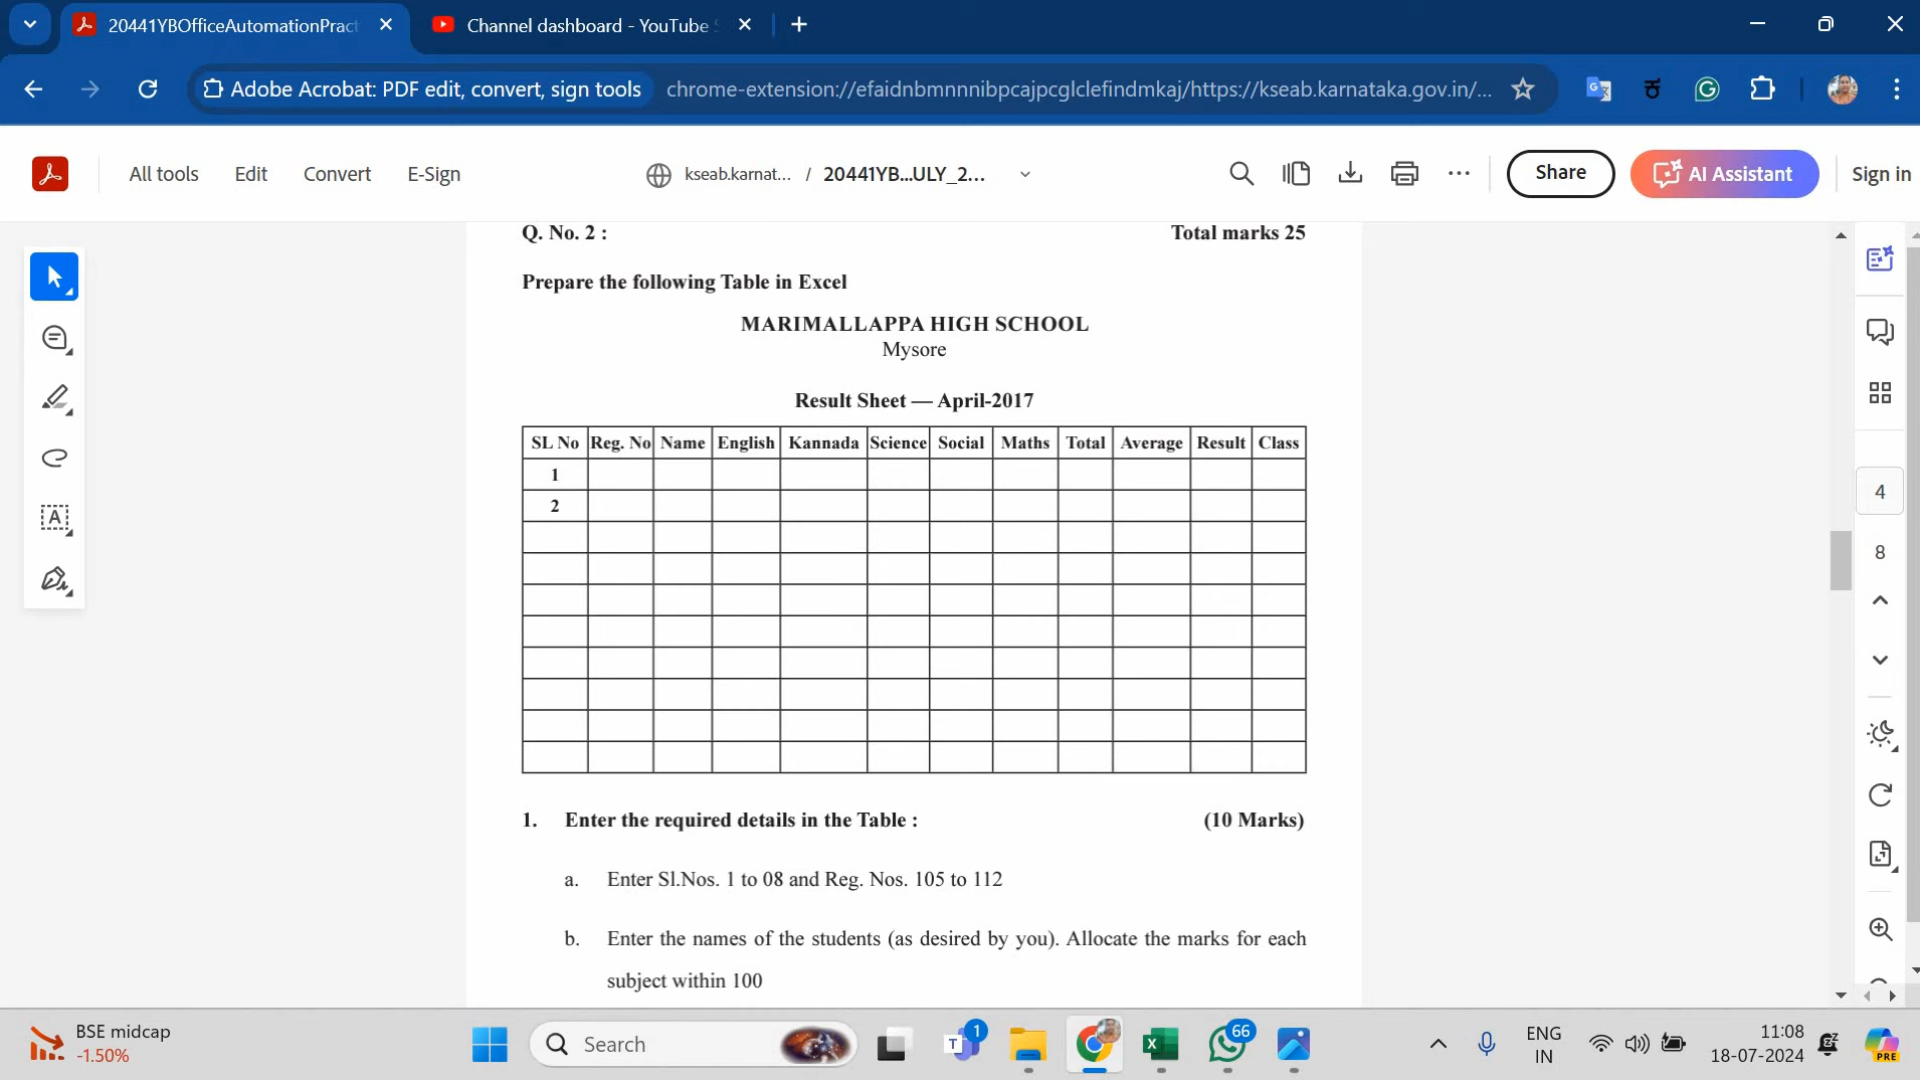 20441YBOfficeAutomationPract
Channel dashboard - YouTube S
Adobe Acrobat: PDF edit, convert, sign tools
chrome-extension://efaidnbmnnnibpcajpcglclefindmkaj/https://kseab.karnataka.gov.in/...
All tools
Edit
Convert
E-Sign
kseab.karnat... / 20441YB...ULY_2...
Share
AI Assistant
Sign in
Q. No. 2 :
Total marks 25
Prepare the following Table in Excel
MARIMALLAPPA HIGH SCHOOL
Mysore
Result Sheet — April-2017
SL No Reg. No Name English Kannada Science Social Maths Total Average Result Class
1
2
1. Enter the required details in the Table : (10 Marks)
a. Enter Sl.Nos. 1 to 08 and Reg. Nos. 105 to 112
b. Enter the names of the students (as desired by you). Allocate the marks for each
subject within 100
4
8
BSE midcap
-1.50%
Search
1
66
ENG
IN
11:08
18-07-2024
PRE